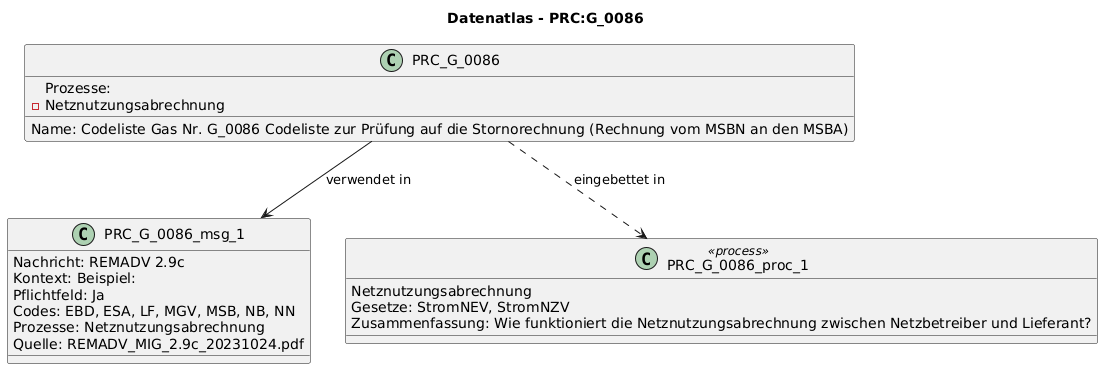 Datenatlas - PRC:G_0086
C PRC_G_0086
Prozesse:
Netznutzungsabrechnung
Name: Codeliste Gas Nr. G_0086 Codeliste zur Prüfung auf die Stornorechnung (Rechnung vom MSBN an den MSBA)
verwendet in
eingebettet in
C PRC_G_0086_msg_1
Nachricht: REMADV 2.9c
Kontext: Beispiel:
Pflichtfeld: Ja
Codes: EBD, ESA, LF, MGV, MSB, NB, NN
Prozesse: Netznutzungsabrechnung
Quelle: REMADV_MIG_2.9c_20231024.pdf
«process»
C PRC_G_0086_proc_1
Netznutzungsabrechnung
Gesetze: StromNEV, StromNZV
Zusammenfassung: Wie funktioniert die Netznutzungsabrechnung zwischen Netzbetreiber und Lieferant?